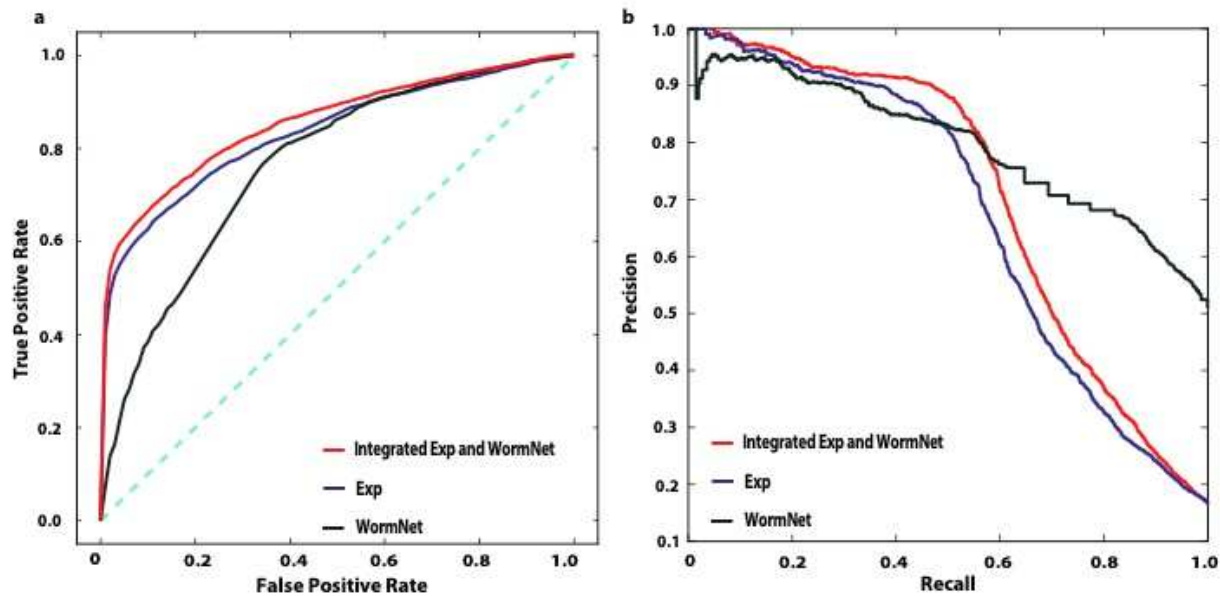 a
1.0
0.8
0.6
0.4
0.2
0.0
True Positive Rate
Integrated Exp and WormNet
Exp
WormNet
0 0.2 0.4 0.6 0.8 1.0
False Positive Rate
b
1.0
0.9
0.8
0.7
0.6
0.5
0.4
0.3
0.2
0.1
Precision
Integrated Exp and WormNet
Exp
WormNet
0 0.2 0.4 0.6 0.8 1.0
Recall